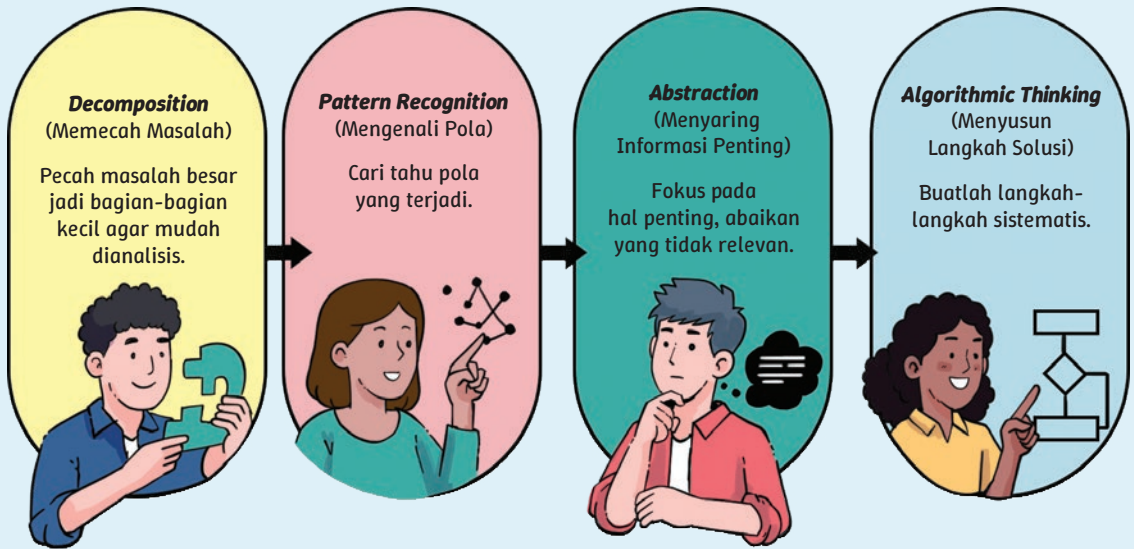 Decomposition
(Memecah Masalah)
Pecah masalah besar
jadi bagian-bagian
kecil agar mudah
dianalisis.
Pattern Recognition
(Mengenali Pola)
Cari tahu pola
yang terjadi.
Abstraction
(Menyaring
Informasi Penting)
Fokus pada
hal penting, abaikan
yang tidak relevan.
Algorithmic Thinking
(Menyusun
Langkah Solusi)
Buatlah langkah-
langkah sistematis.